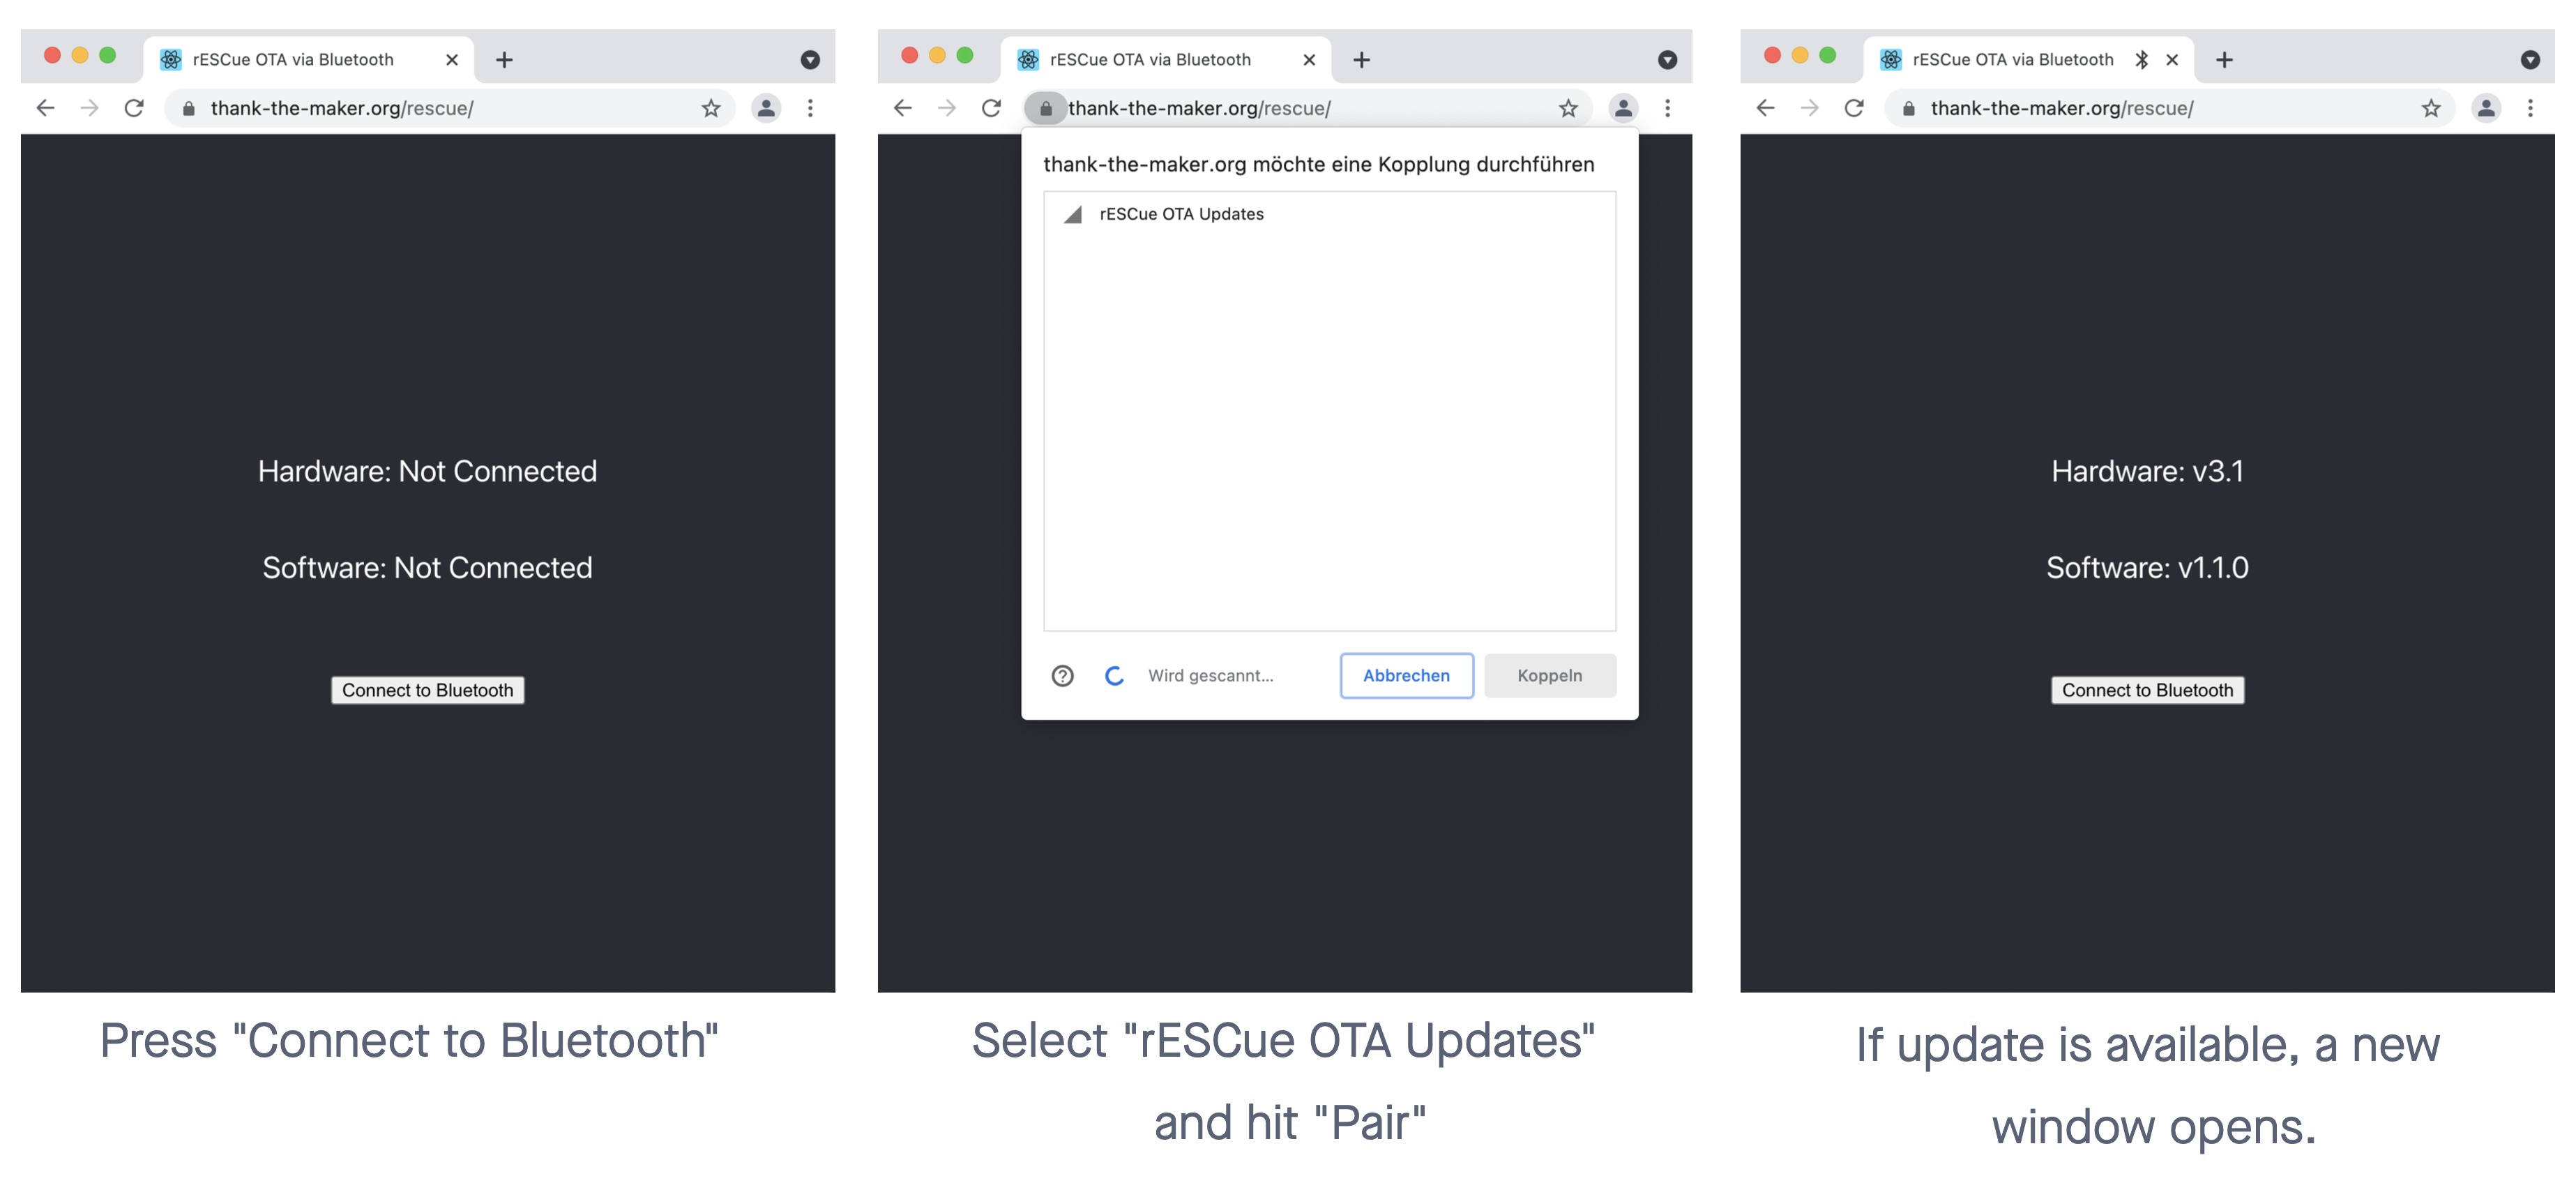 rESCue OTA via Bluetooth
thank-the-maker.org/rescue/
Hardware: Not Connected
Software: Not Connected
Connect to Bluetooth
Press "Connect to Bluetooth"
rESCue OTA via Bluetooth
thank-the-maker.org/rescue/
thank-the-maker.org möchte eine Kopplung durchführen
rESCue OTA Updates
Wird gescannt...
Abbrechen
Koppeln
Select "rESCue OTA Updates"
and hit "Pair"
rESCue OTA via Bluetooth
thank-the-maker.org/rescue/
Hardware: v3.1
Software: v1.1.0
Connect to Bluetooth
If update is available, a new
window opens.